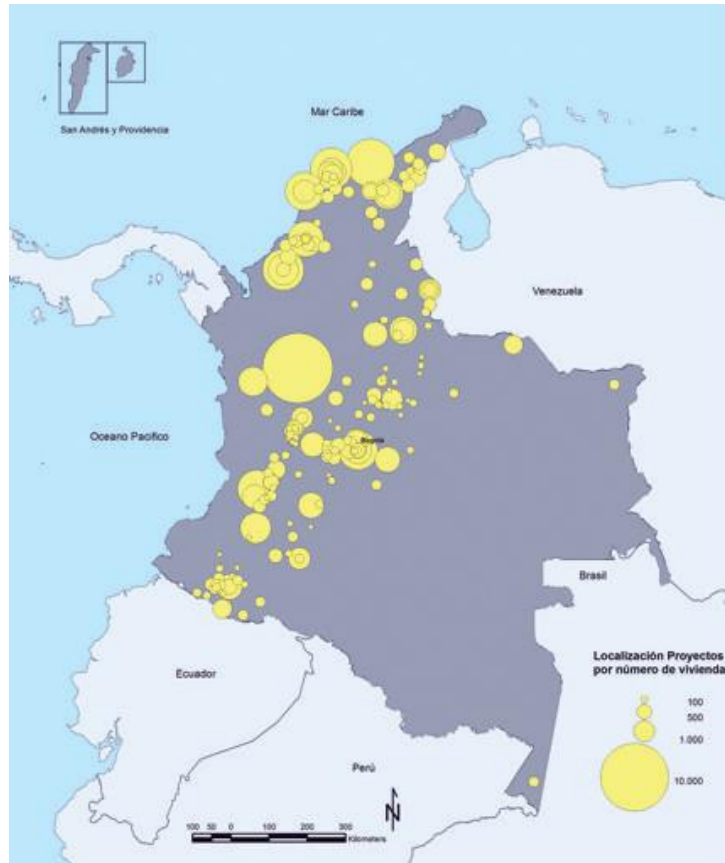 San Andrés y Providencia
Mar Caribe
Venezuela
Oceano Pacifico
Bogotá
Brasil
Ecuador
Perú
Localización Proyectos
por número de vivienda
100
500
1.000
10.000
100 50 0 100 200 300
Kilometers
N